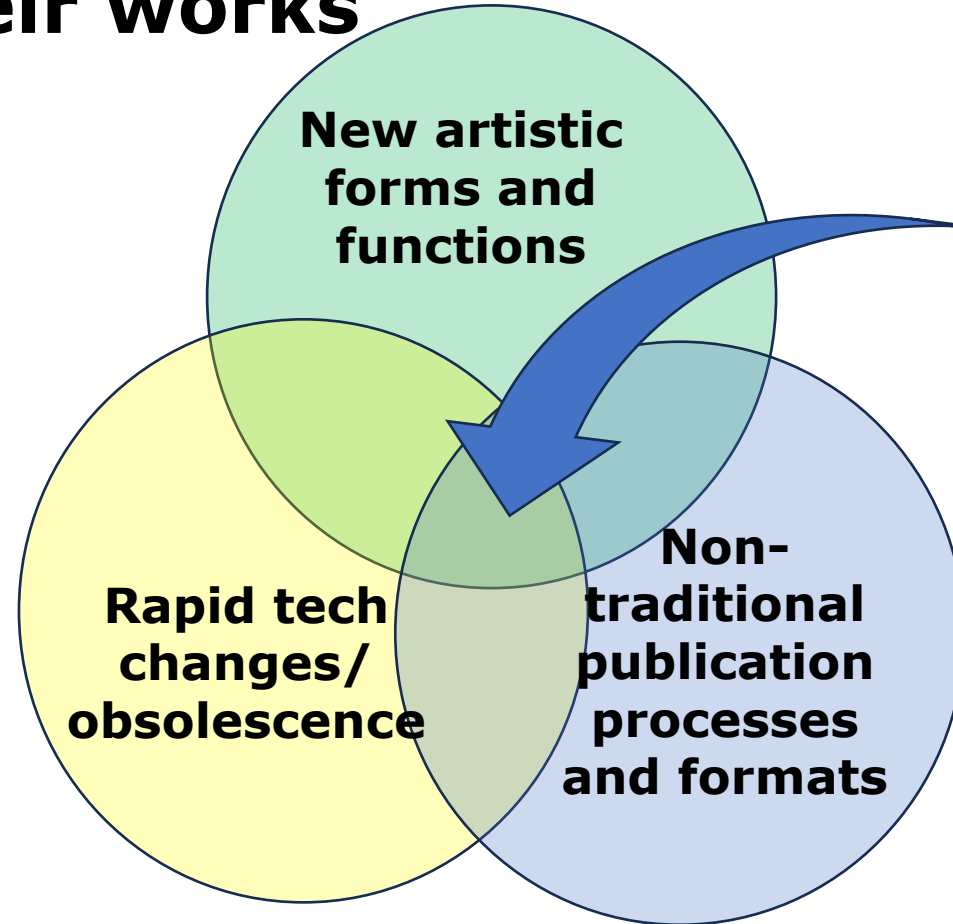 eir works
New artistic
forms and
functions
Rapid tech
changes/
obsolescence
Non-
traditional
publication
processes
and formats